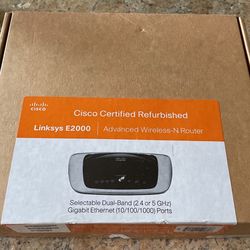 CISCO
Cisco Certified Refurbished
Linksys E2000 | Advanced Wireless-N Router
Selectable Dual-Band (2.4 or 5 GHz)
Gigabit Ethernet (10/100/1000) Ports